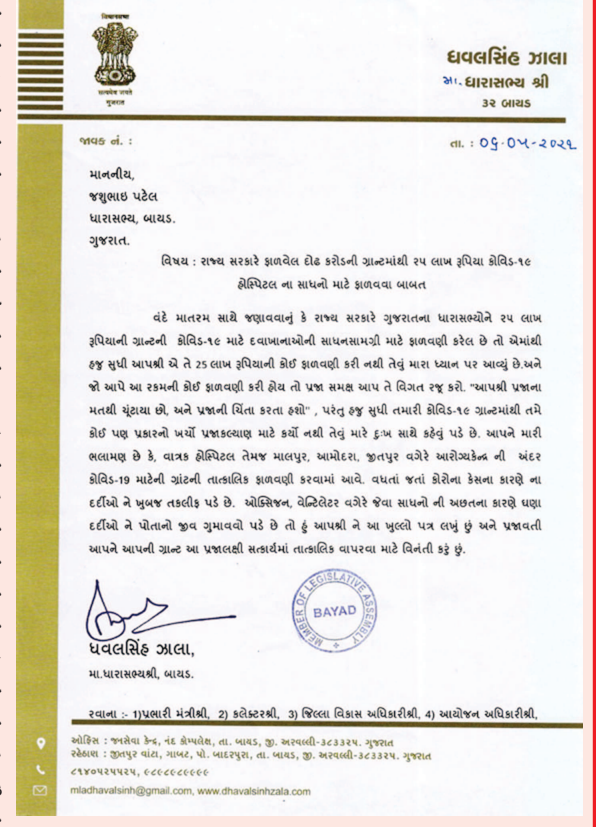 विधानसभा
सत्यमेव जयते
गुजरात
ધવલસિંહ ઝાલા
મા. ધારાસભ્ય શ્રી
૩૨ બાયડ
જાવક નં. :
તા. : ૦૬-૦૫-૨૦૨૧
માનનીય,
જશુભાઇ પટેલ
ધારાસભ્ય, બાયડ.
ગુજરાત.
વિષય : રાજ્ય સરકારે ફાળવેલ દોઢ કરોડની ગ્રાન્ટમાંથી ૨૫ લાખ રૂપિયા કોવિડ-૧૯
હોસ્પિટલ ના સાધનો માટે ફાળવવા બાબત
વંદે માતરમ સાથે જણાવવાનું કે રાજ્ય સરકારે ગુજરાતના ધારાસભ્યોને ૨૫ લાખ
રૂપિયાની ગ્રાન્ટની કોવિડ-૧૯ માટે દવાખાનાઓની સાધનસામગ્રી માટે ફાળવણી કરેલ છે તો એમાંથી
હજુ સુધી આપશ્રી એ તે 25 લાખ રૂપિયાની કોઈ ફાળવણી કરી નથી તેવું મારા ધ્યાન પર આવ્યું છે.અને
જો આપે આ રકમની કોઈ ફાળવણી કરી હોય તો પ્રજા સમક્ષ આપ તે વિગત રજૂ કરો. "આપશ્રી પ્રજાના
મતથી ચૂંટાયા છો, અને પ્રજાની ચિંતા કરતા હશો" , પરંતુ હજુ સુધી તમારી કોવિડ-૧૯ ગ્રાન્ટમાંથી તમે
કોઈ પણ પ્રકારનો ખર્ચો પ્રજાકલ્યાણ માટે કર્યો નથી તેવું મારે દુઃખ સાથે કહેવું પડે છે. આપને મારી
ભલામણ છે કે, વાત્રક હોસ્પિટલ તેમજ માલપુર, આમોદરા, જીતપુર વગેરે આરોગ્યકેન્દ્ર ની અંદર
કોવિડ-19 માટેની ગ્રાંટની તાત્કાલિક ફાળવણી કરવામાં આવે. વધતાં જતાં કોરોના કેસના કારણે ના
દર્દીઓ ને ખુબજ તકલીફ પડે છે. ઓક્સિજન, વેન્ટિલેટર વગેરે જેવા સાધનો ની અછતના કારણે ઘણા
દર્દીઓ ને પોતાનો જીવ ગુમાવવો પડે છે તો હું આપશ્રી ને આ ખુલ્લો પત્ર લખું છું અને પ્રજાવતી
આપને આપની ગ્રાન્ટ આ પ્રજાલક્ષી સત્કાર્યમાં તાત્કાલિક વાપરવા માટે વિનંતી કરું છું.
MEMBER OF LEGISLATIVE ASSEMBLY
BAYAD
ધવલસિંહ ઝાલા,
મા.ધારાસભ્યશ્રી, બાયડ.
રવાના :- 1)પ્રભારી મંત્રીશ્રી, 2) કલેક્ટરશ્રી, 3) જિલ્લા વિકાસ અધિકારીશ્રી, 4) આયોજન અધિકારીશ્રી,
ઓફિસ : જનસેવા કેન્દ્ર, નંદ કોમ્પલેક્ષ, તા. બાયડ, જી. અરવલ્લી-૩૮૩૩૨૫. ગુજરાત
રહેઠાણ : જીતપુર વાંટા, ગાબટ, પો. બાદરપુરા, તા. બાયડ, જી. અરવલ્લી-૩૮૩૩૨૫. ગુજરાત
mladhavalsinh@gmail.com, www.dhavalsinhzala.com